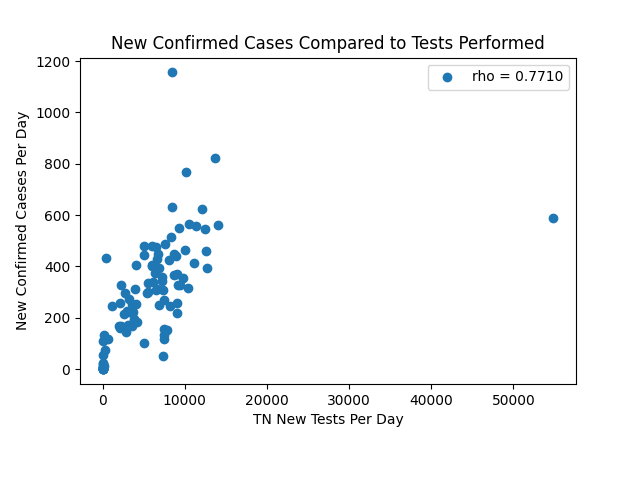 New Confirmed Cases Compared to Tests Performed
rho = 0.7710
New Confirmed Caeses Per Day
1200
1000
800
600
400
200
0
0 10000 20000 30000 40000 50000
TN New Tests Per Day